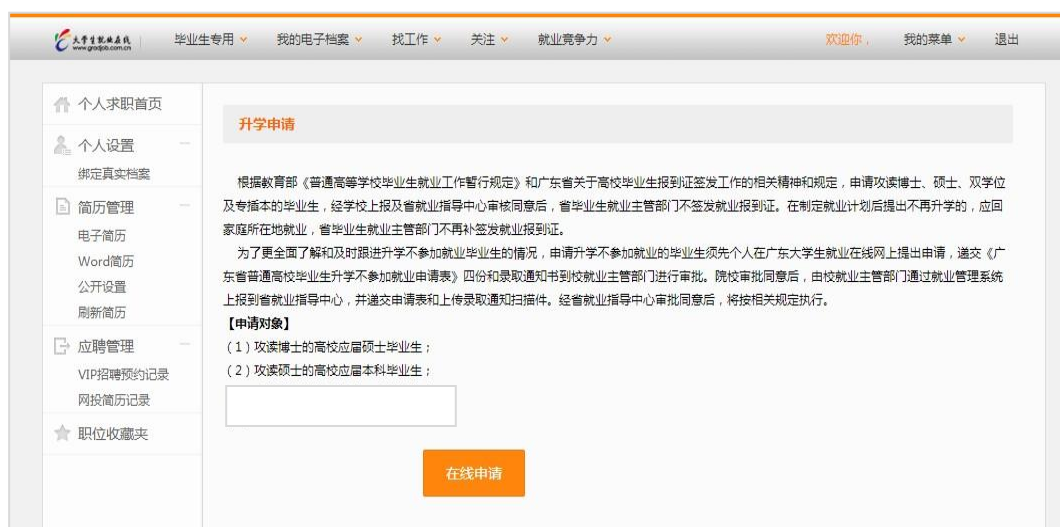 大学生就业在线
www.gradjob.com.cn
毕业生专用 我的电子档案 找工作 关注 就业竞争力 欢迎你， 我的菜单 退出
个人求职首页
个人设置
绑定真实档案
简历管理
电子简历
Word简历
公开设置
刷新简历
应聘管理
VIP招聘预约记录
网投简历记录
职位收藏夹
升学申请
根据教育部《普通高等学校毕业生就业工作暂行规定》和广东省关于高校毕业生报到证签发工作的相关精神和规定，申请攻读博士、硕士、双学位
及专插本的毕业生，经学校上报及省就业指导中心审核同意后，省毕业生就业主管部门不签发就业报到证。在制定就业计划后提出不再升学的，应回
家庭所在地就业，省毕业生就业主管部门不再补签发就业报到证。
为了更全面了解和及时跟进升学不参加就业毕业生的情况，申请升学不参加就业的毕业生须先个人在广东大学生就业在线网上提出申请，递交《广
东省普通高校毕业生升学不参加就业申请表》四份和录取通知书到校就业主管部门进行审批。院校审批同意后，由校就业主管部门通过就业管理系统
上报到省就业指导中心，并递交申请表和上传录取通知扫描件。经省就业指导中心审批同意后，将按相关规定执行。
【申请对象】
（1）攻读博士的高校应届硕士毕业生；
（2）攻读硕士的高校应届本科毕业生；
在线申请